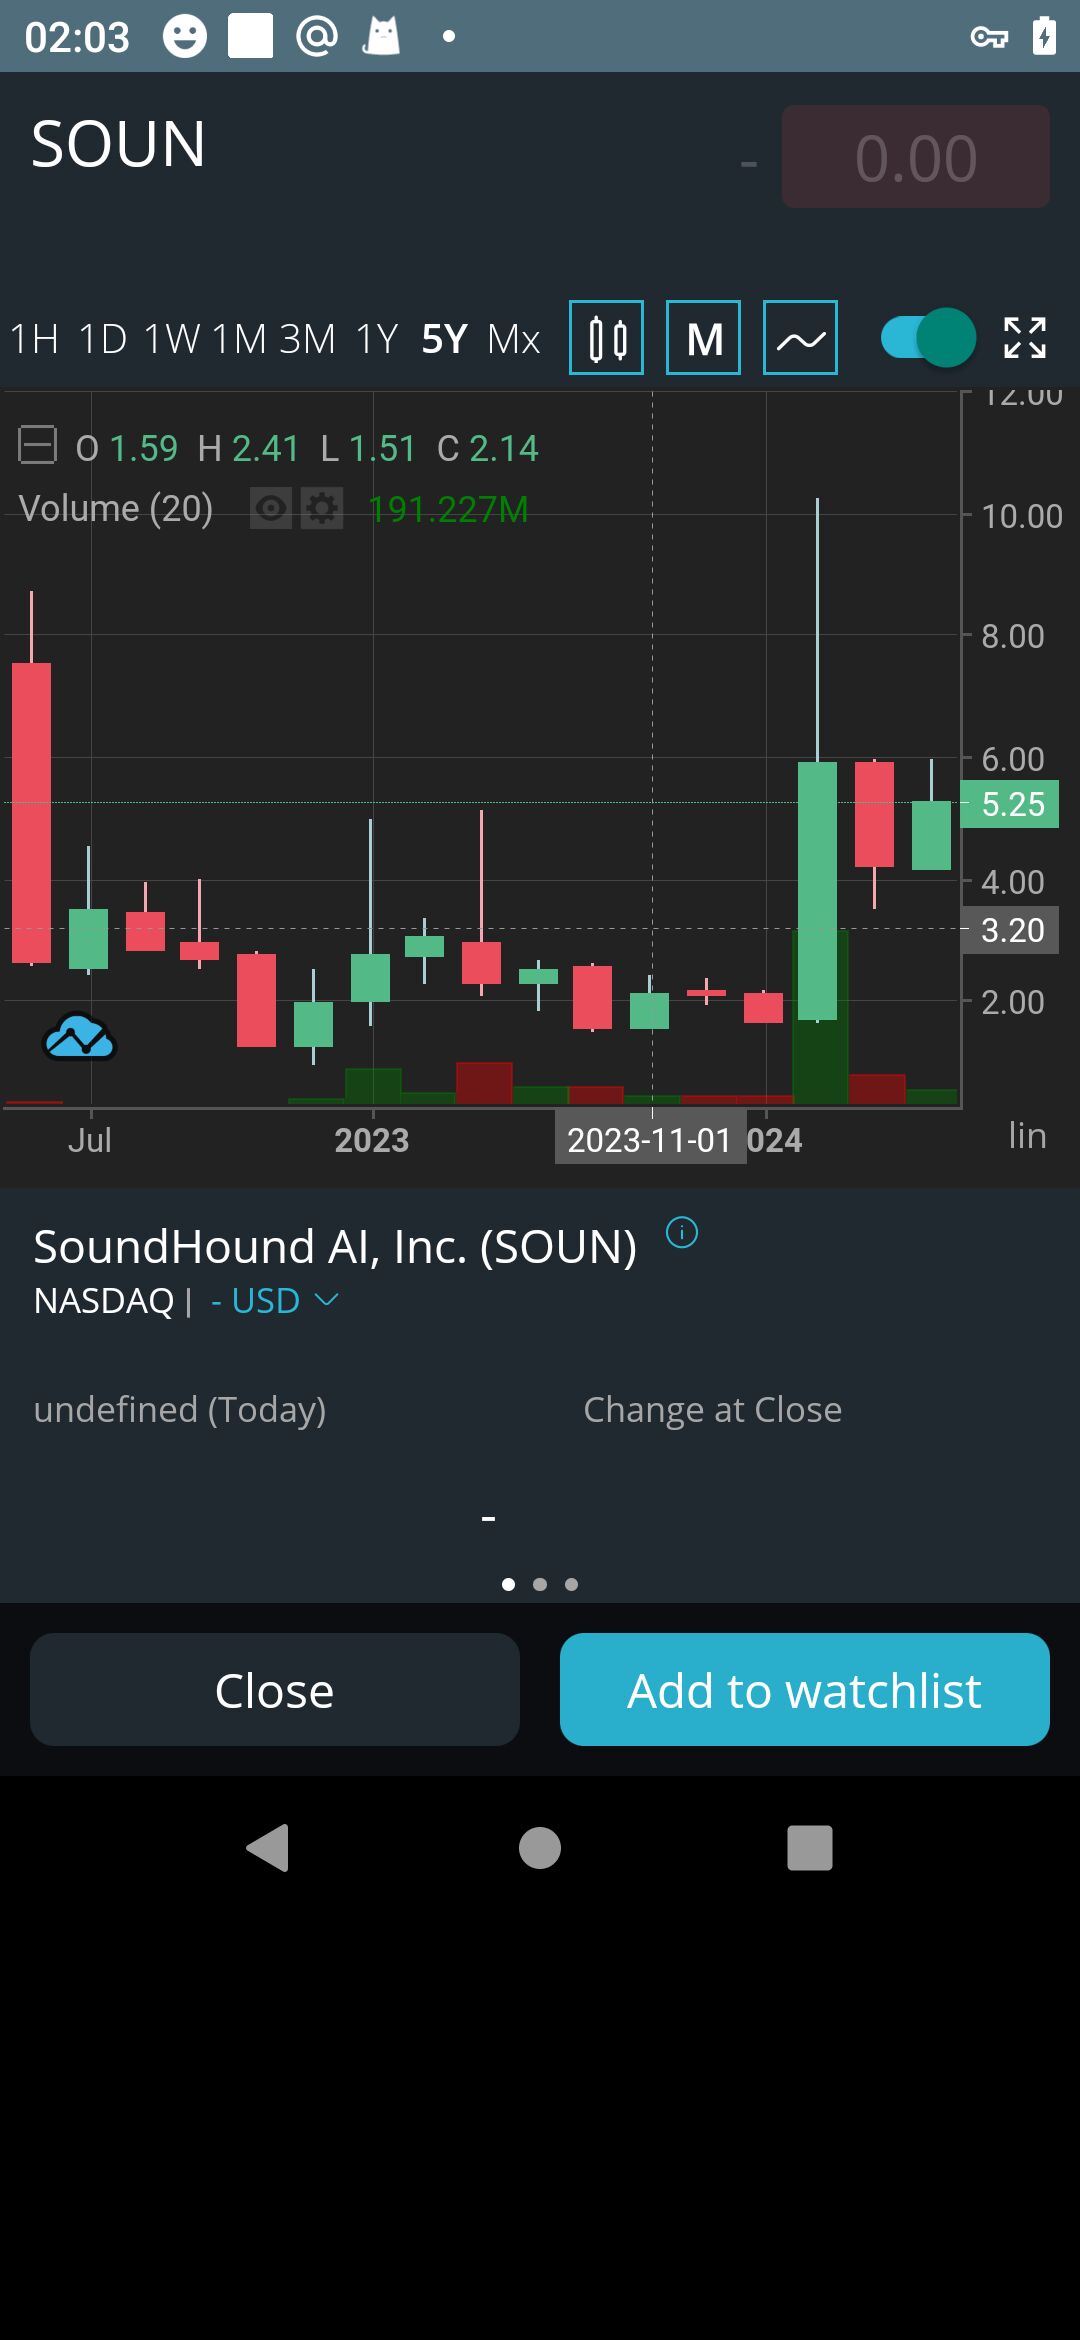 02:03
SOUN
- 0.00
1H 1D 1W 1M 3M 1Y 5Y Mx M
12.00
O 1.59 H 2.41 L 1.51 C 2.14
Volume (20) 191.227M
10.00
8.00
6.00
5.25
4.00
3.20
2.00
Jul 2023 2023-11-01 024 lin
SoundHound AI, Inc. (SOUN)
NASDAQ | - USD
undefined (Today) Change at Close
-
Close Add to watchlist